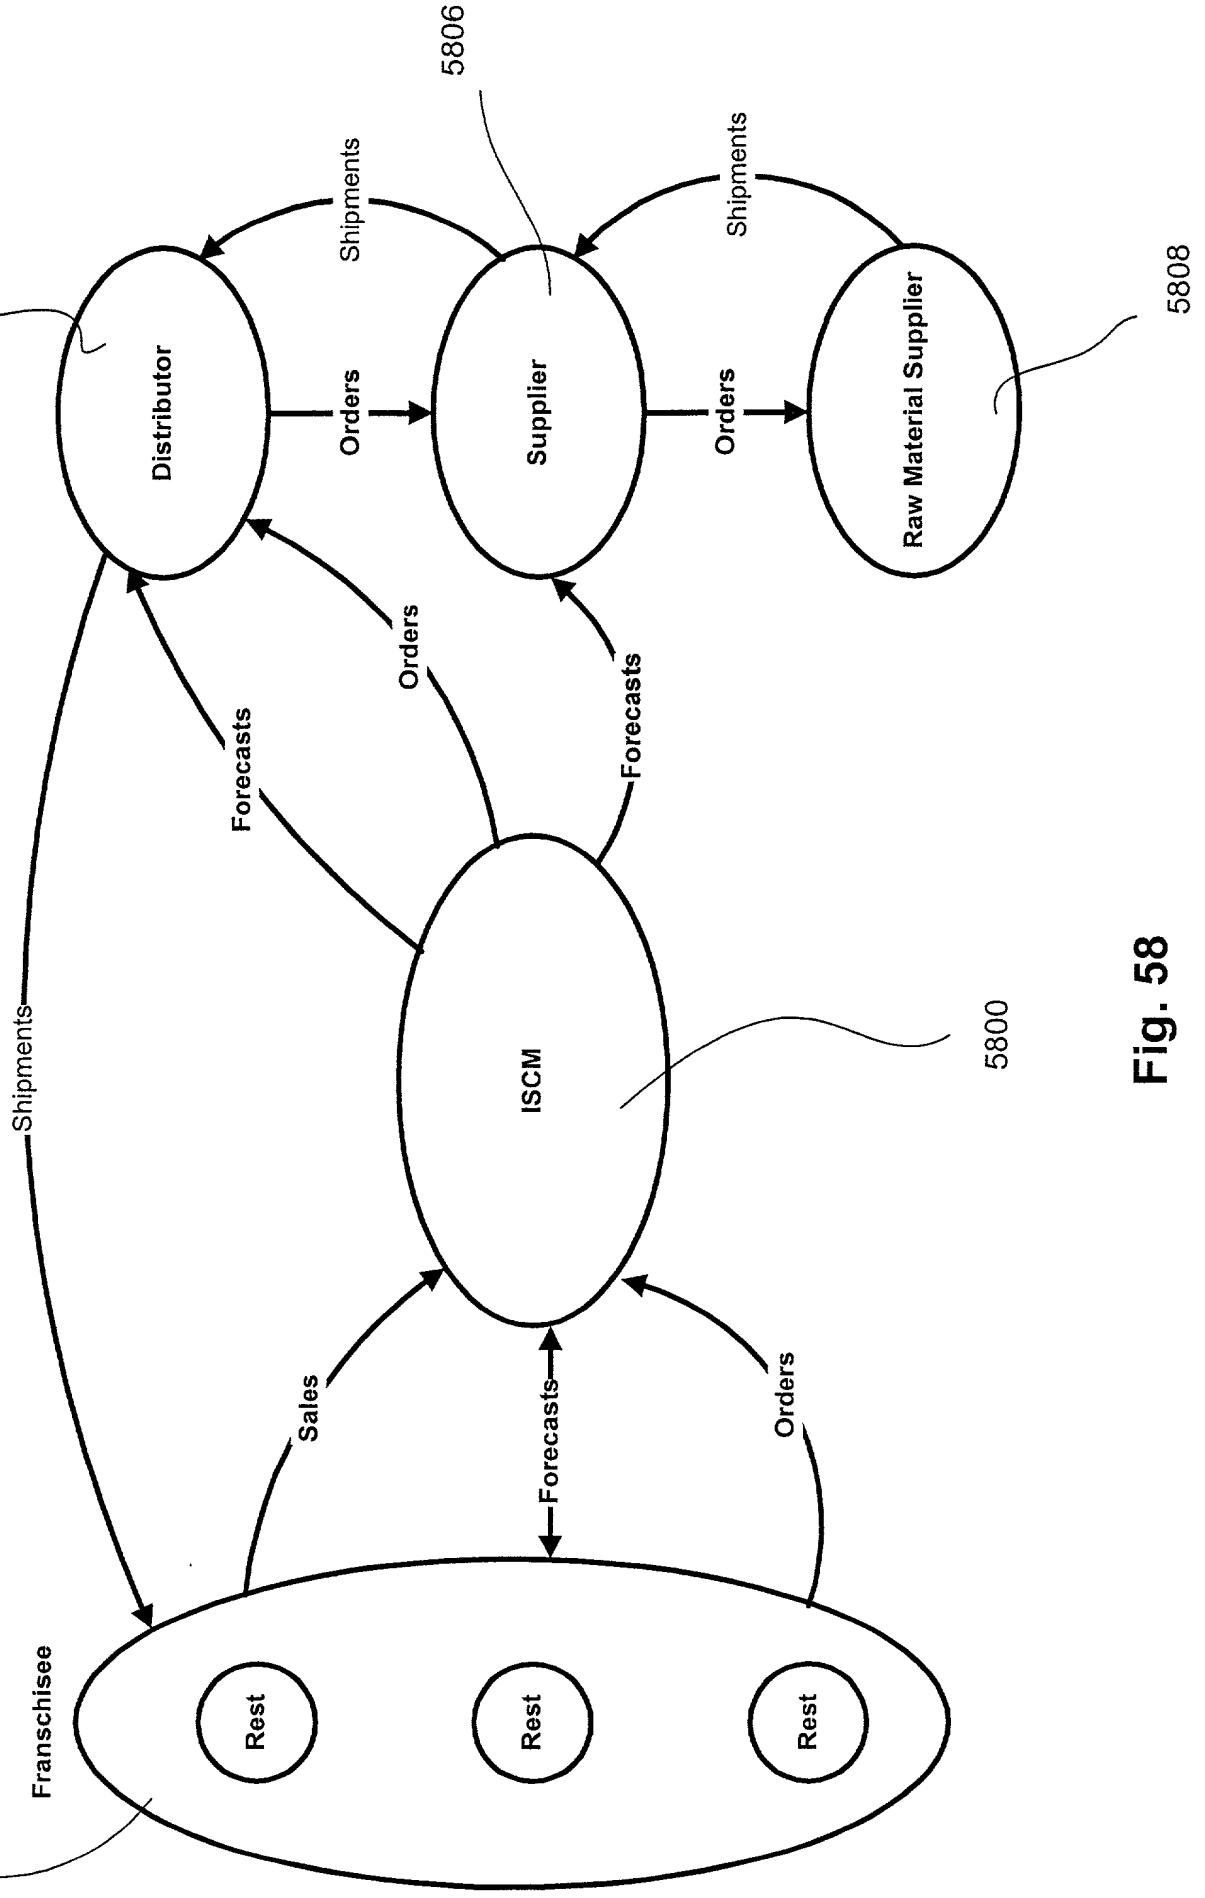 Franschisee
Shipments
Rest
Rest
Rest
Sales
Forecasts
Orders
ISCM
Forecasts
Orders
Forecasts
Distributor
Orders
Shipments
Supplier
Orders
Shipments
Raw Material Supplier
5806
5808
5800
Fig. 58